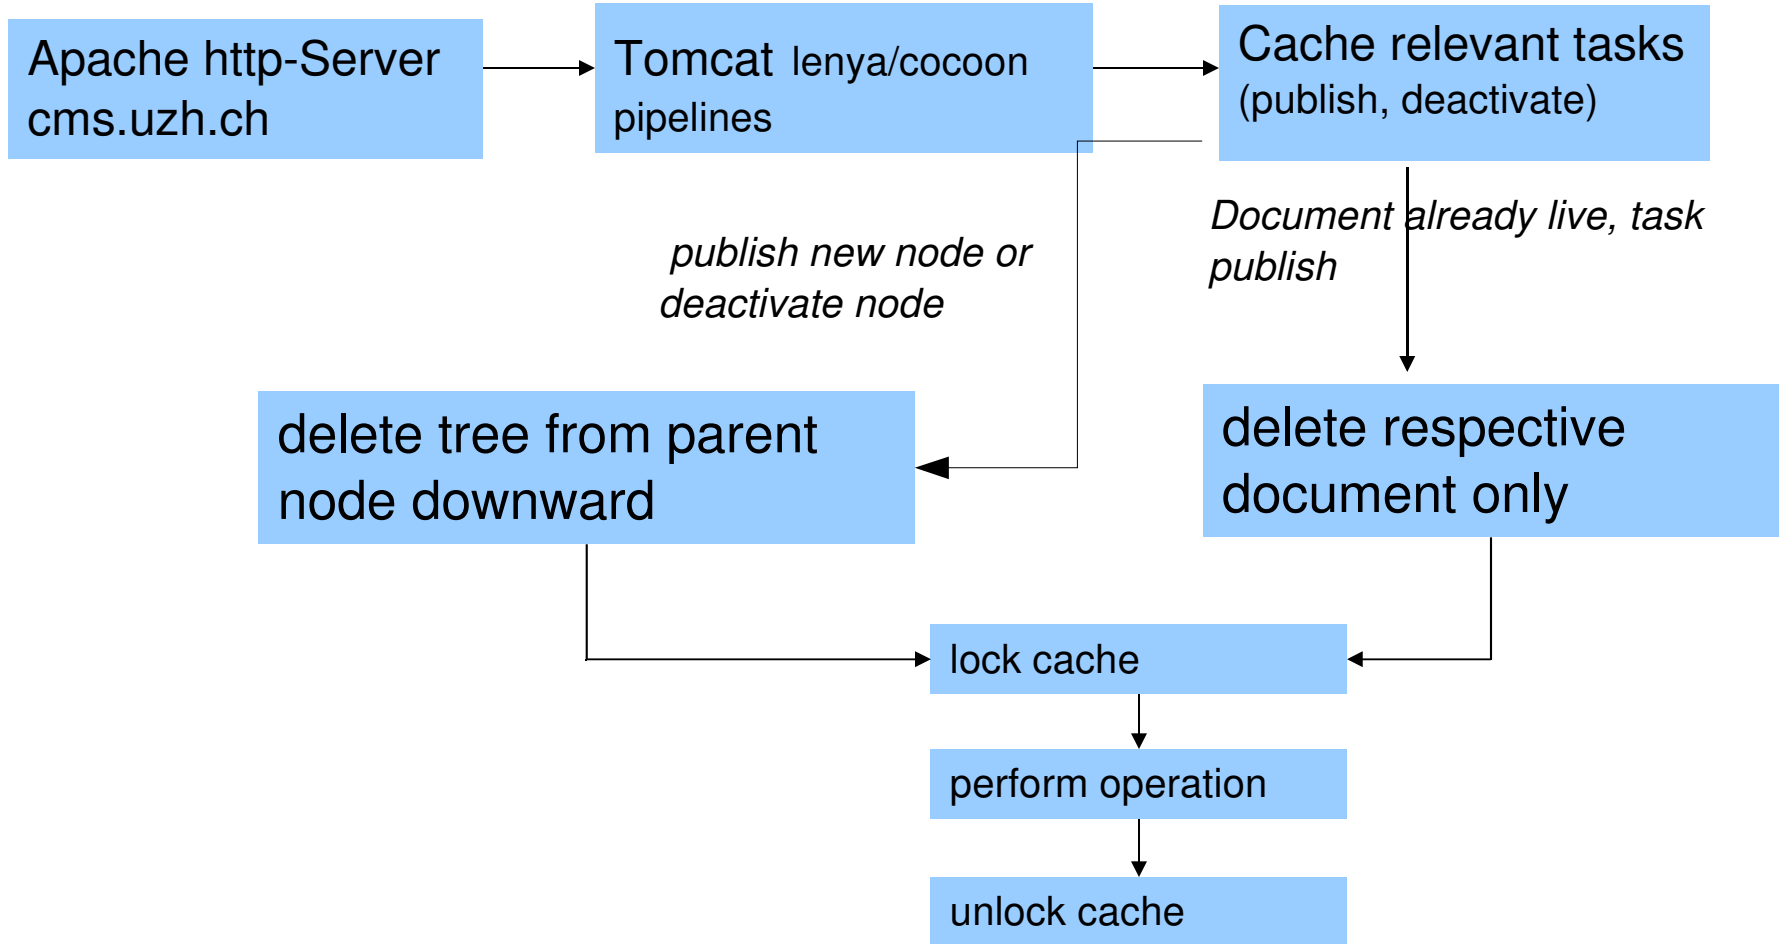 Apache http-Server
cms.uzh.ch
Tomcat lenya/cocoon
pipelines
Cache relevant tasks
(publish, deactivate)
publish new node or
deactivate node
Document already live, task
publish
delete tree from parent
node downward
delete respective
document only
lock cache
perform operation
unlock cache